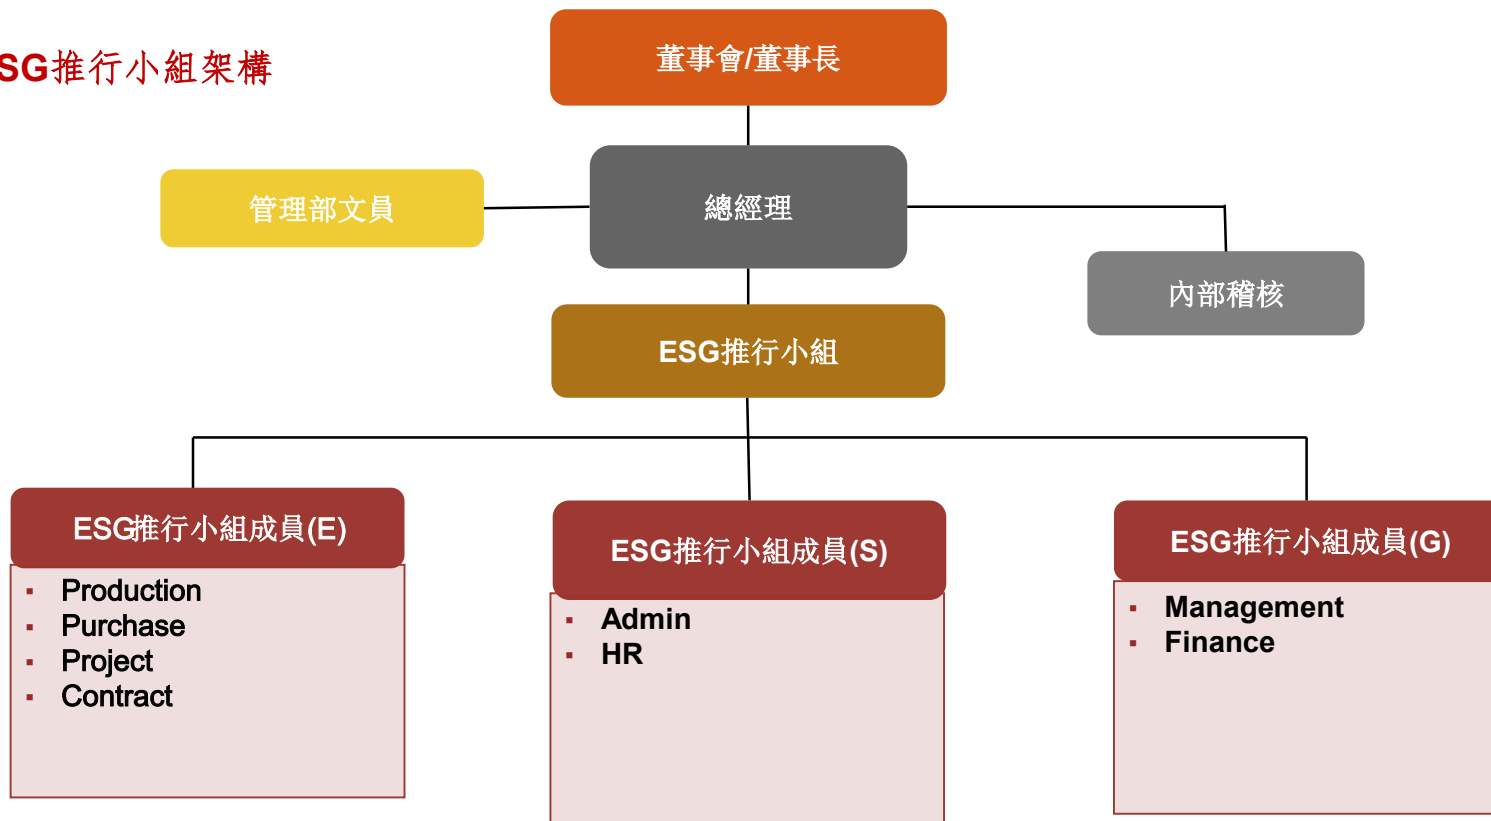 SG推行小組架構
董事會/董事長
管理部文員
總經理
內部稽核
ESG推行小組
ESG推行小組成員(E)
▪ Production
▪ Purchase
▪ Project
▪ Contract
ESG推行小組成員(S)
▪ Admin
▪ HR
ESG推行小組成員(G)
▪ Management
▪ Finance